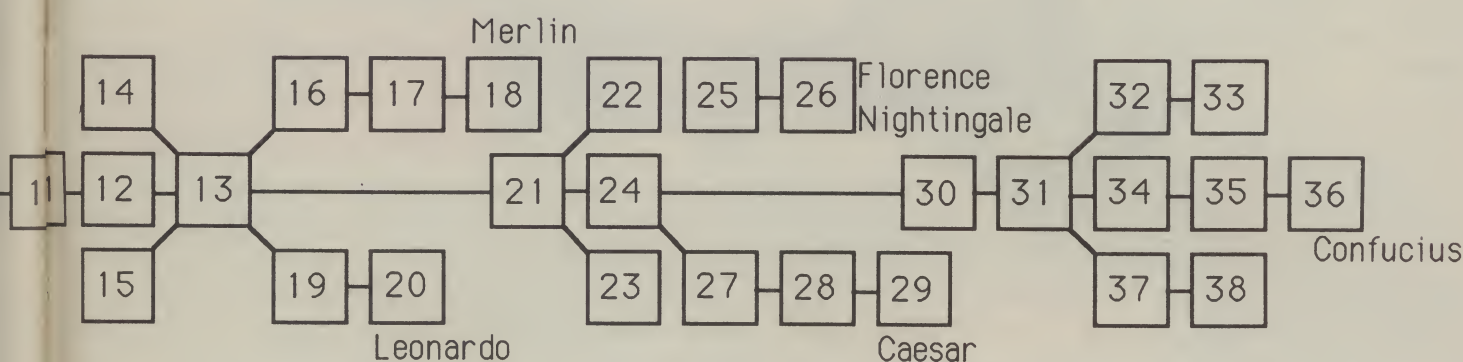 Merlin
14 16 17 18 22 25 26 Florence
Nightingale
32 33
11 12 13 21 24 30 31 34 35 36
Confucius
15 19 20 23 27 28 29 37 38
Leonardo Caesar